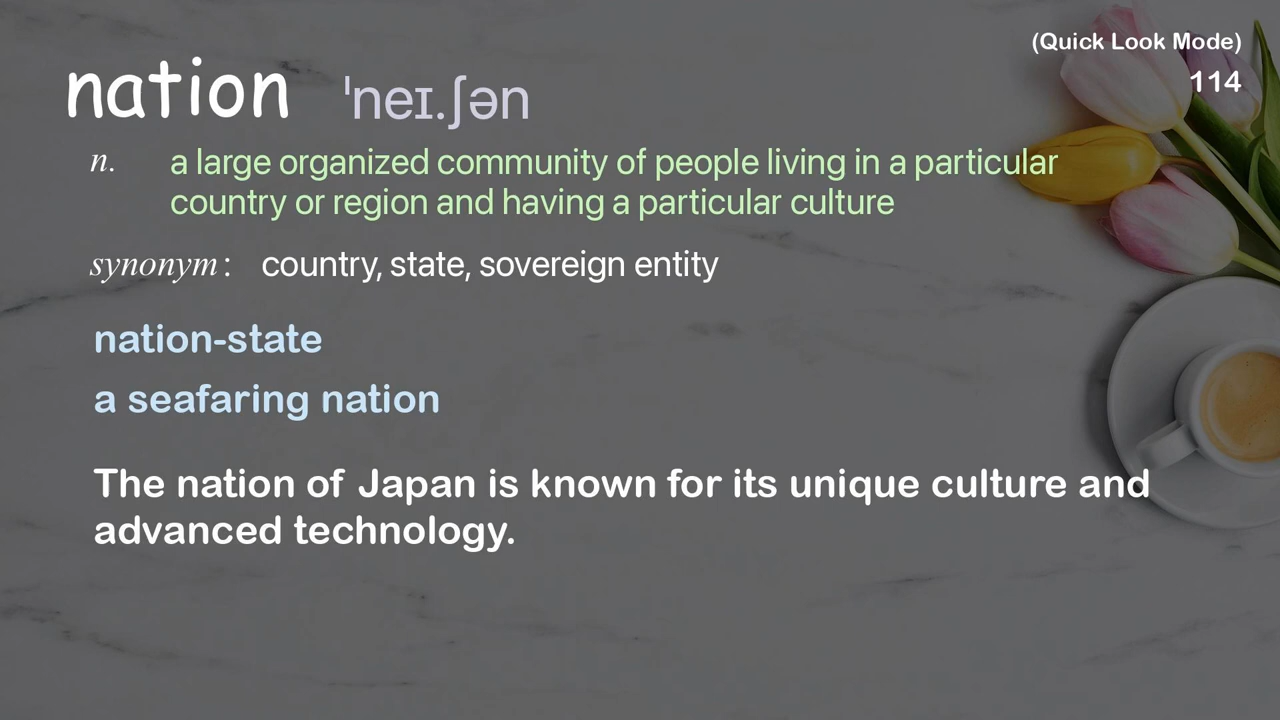 (Quick Look Mode)
114
nation ˈneɪ.ʃən
n. a large organized community of people living in a particular
country or region and having a particular culture
synonym: country, state, sovereign entity
nation-state
a seafaring nation
The nation of Japan is known for its unique culture and
advanced technology.